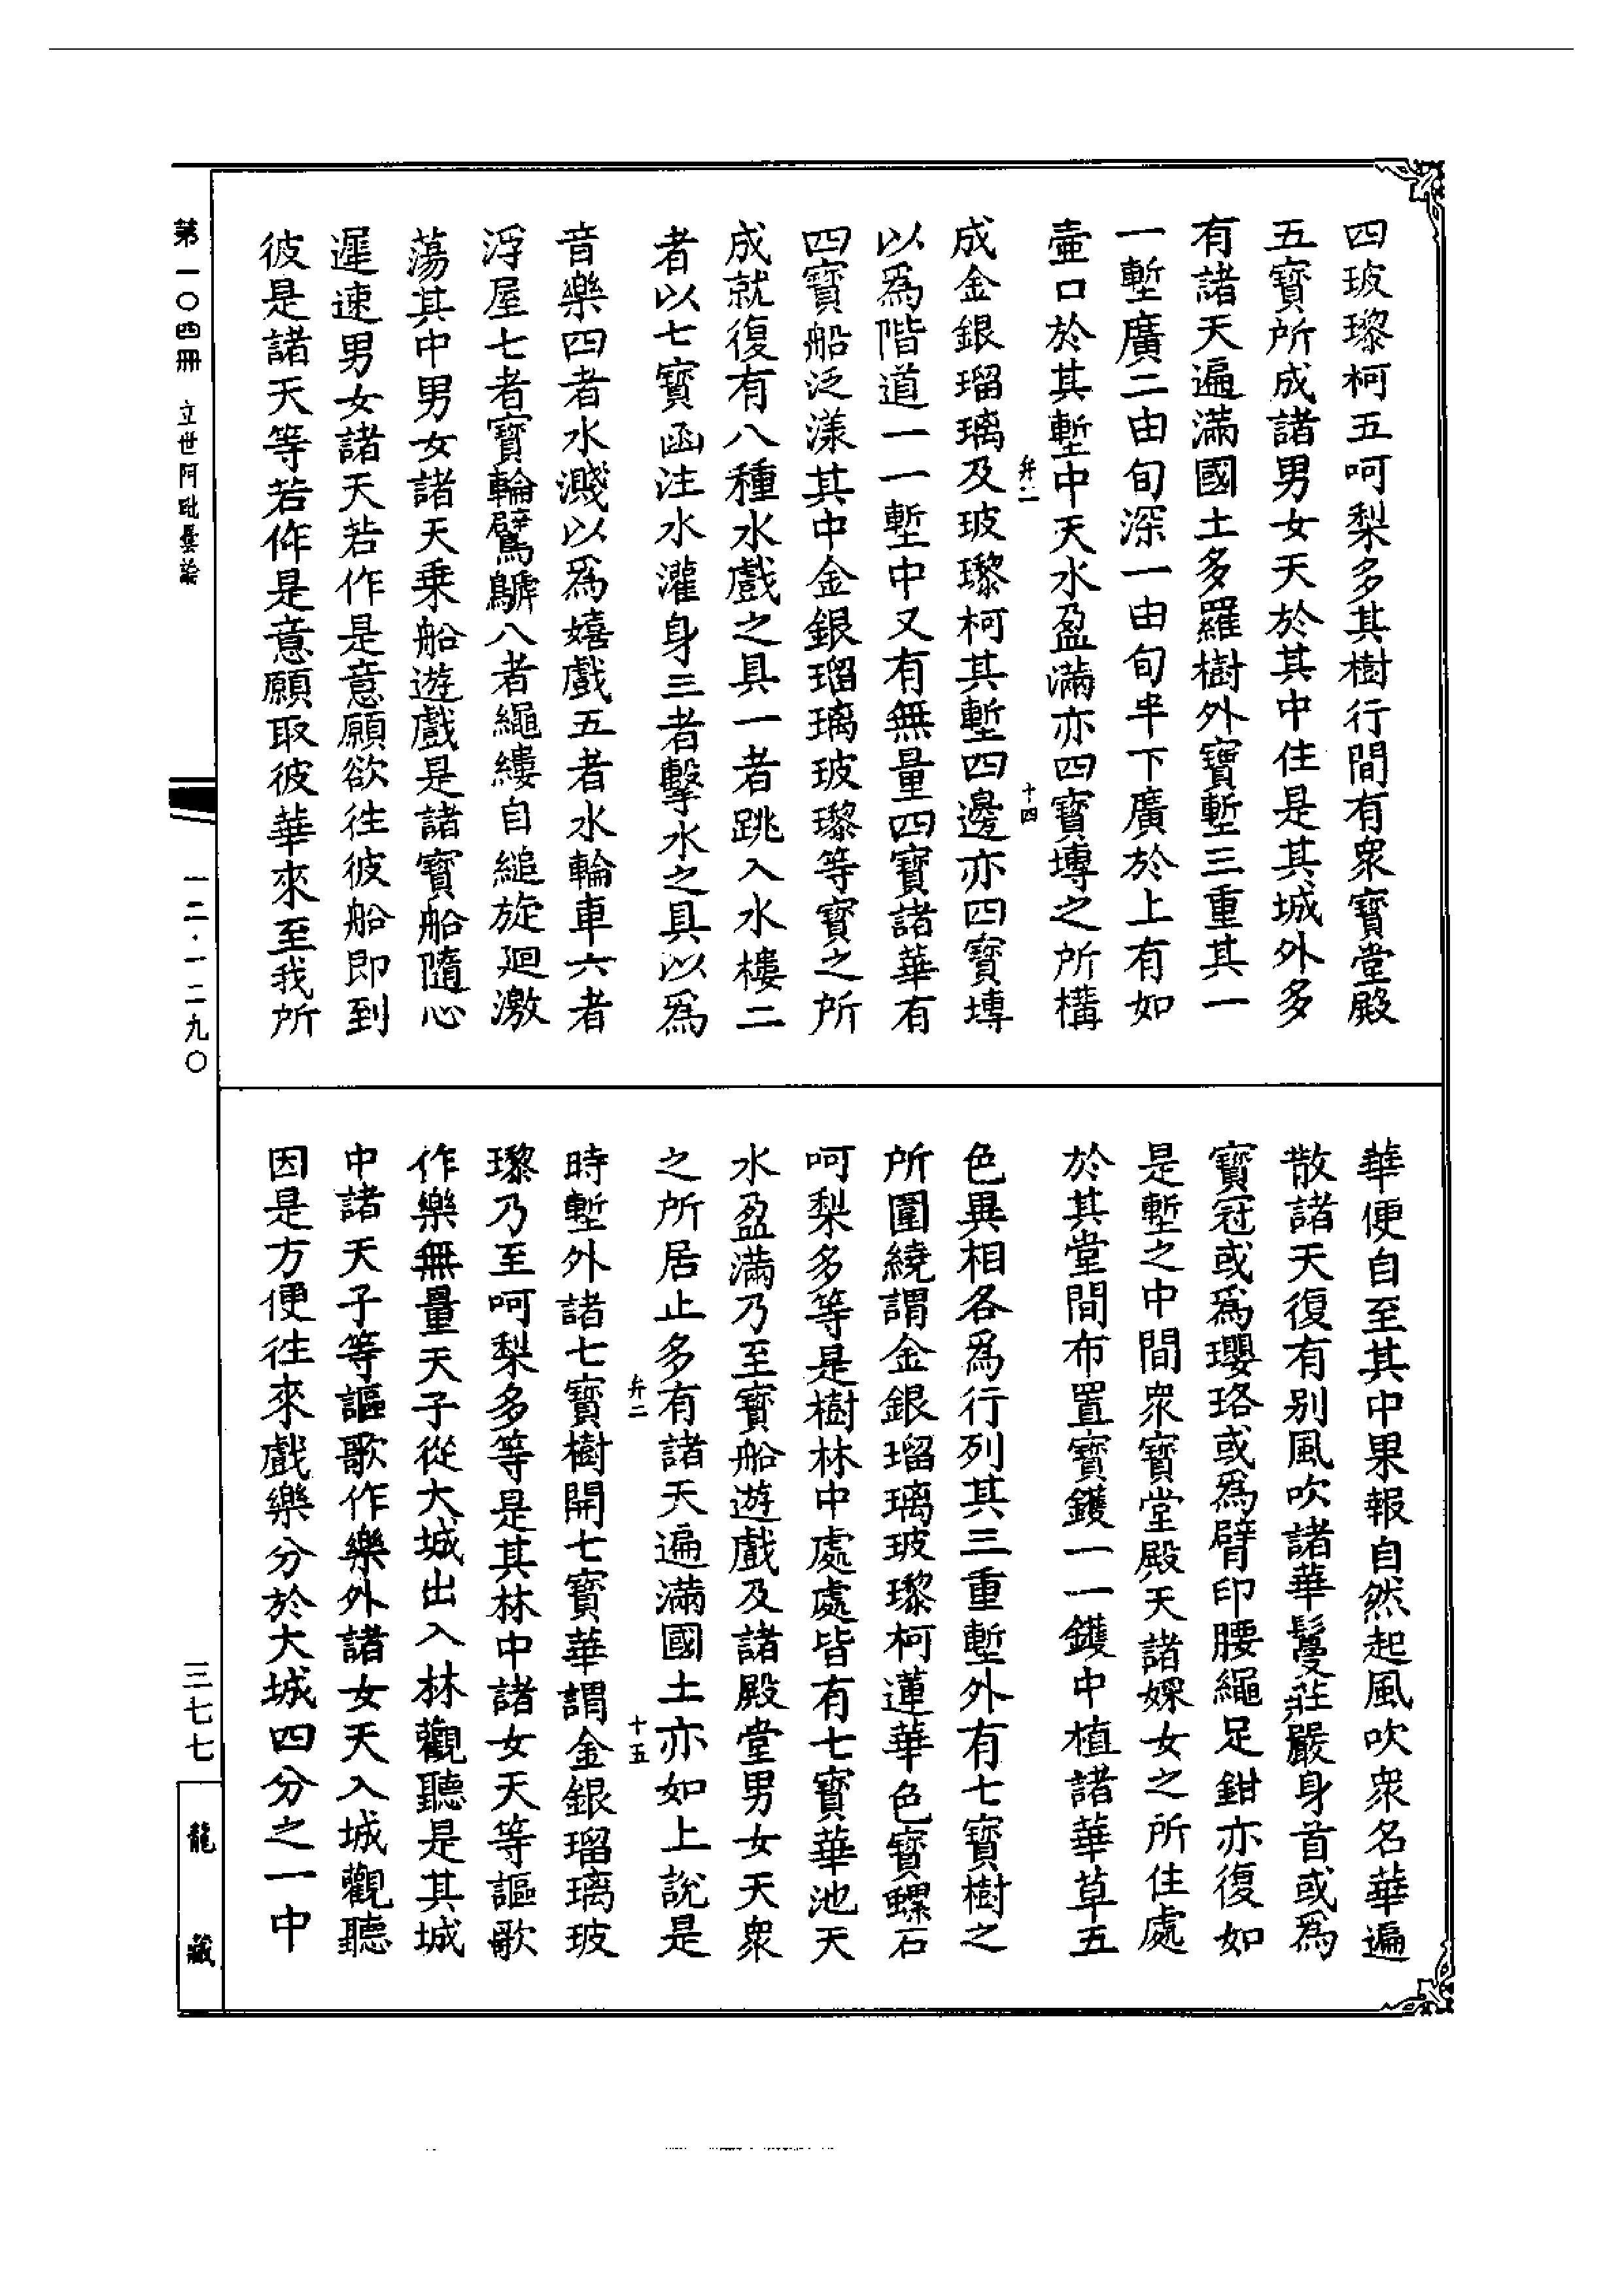 四玻瓈柯五呵梨多其樹行間有衆寶堂殿
五寶所成諸男女天於其中住是其城外多
有諸天遍滿國土多羅樹外寶塹三重其一
一塹廣二由旬深一由旬半下廣於上有如
壷口於其塹中天水盈滿亦四寶塼之所構
弁二
十四
成金銀瑠璃及玻瓈柯其塹四邊亦四寶塼
以爲階道一一塹中又有無量四寶諸華有
四寶船泛漾其中金銀瑠璃玻瓈等寶之所
成就復有八種水戲之具一者跳入水樓二
者以七寶函注水灌身三者擊水之具以爲
音樂四者水濺以爲嬉戲五者水輪車六者
浮屋七者寶輪鷿鷈八者繩縷自縋旋廻激
蕩其中男女諸天乗船遊戲是諸寶船隨心
遲速男女諸天若作是意願欲徃彼船即到
彼是諸天等若作是意願取彼華來至我所
華便自至其中果報自然起風吹衆名華遍
散諸天復有别風吹諸華鬘莊嚴身首或爲
寶冠或爲瓔珞或爲臂印腰繩足鉗亦復如
是塹之中間衆寶堂殿天諸婇女之所住處
於其堂間布置寶鑊一一鑊中植諸華草五
色異相各爲行列其三重塹外有七寶樹之
所圍繞謂金銀瑠璃玻瓈柯蓮華色寶螺石
呵梨多等是樹林中處處皆有七寶華池天
水盈滿乃至寶船遊戲及諸殿堂男女天衆
之所居止多有諸天遍滿國土亦如上說是
弁二
十五
時塹外諸七寶樹開七寶華謂金銀瑠璃玻
瓈乃至呵梨多等是其林中諸女天等謳歌
作樂無量天子從大城出入林觀聽是其城
中諸天子等謳歌作樂外諸女天入城觀聽
因是方便徃來戲樂分於大城四分之一中
第一〇四冊 立世阿毗曇論
一二·一二九〇
三七七
龍藏